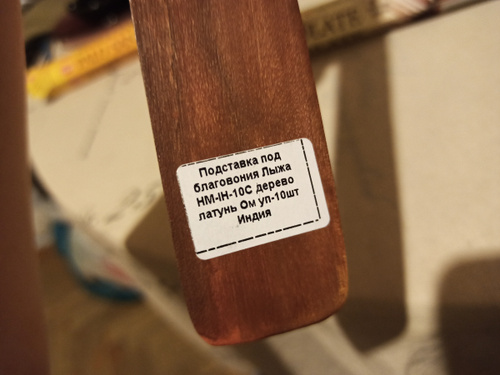 Подставка под
благовония Лыжа
HM-IH-10C дерево
латунь Ом уп-10шт
Индия